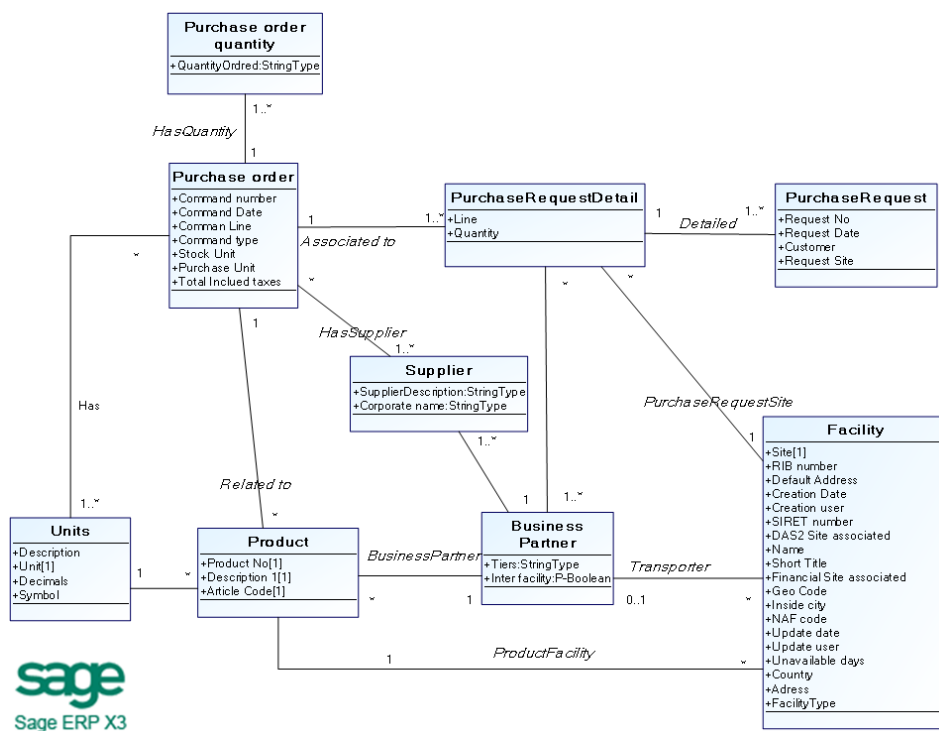 Purchase order
quantity
+QuantityOrdred:StringType
1..*
HasQuantity
1
Purchase order
+Command number
+Command Date
+Comman Line
+Command type
+Stock Unit
+Purchase Unit
+Total Inclued taxes
1
1..*
Associated to
PurchaseRequestDetail
+Line
+Quantity
1
1..*
Detailed
PurchaseRequest
+Request No
+Request Date
+Customer
+Request Site
*
*
*
*
1
HasSupplier
1..*
Supplier
+SupplierDescription:StringType
+Corporate name:StringType
Has
PurchaseRequestSite
1
1..*
Facility
+Site[1]
+RIB number
+Default Address
+Creation Date
+Creation user
+SIRET number
+DAS2 Site associated
+Name
+Short Title
+Financial Site associated
+Geo Code
+Inside city
+NAF code
+Update date
+Update user
+Unavailable days
+Country
+Adress
+FacilityType
Related to
1..*
*
1
1..*
Units
+Description
+Unit[1]
+Decimals
+Symbol
1
*
Product
+Product No[1]
+Description 1[1]
+Article Code[1]
BusinessPartner
*
1
Business
Partner
+Tiers:StringType
+Inter facility:P-Boolean
Transporter
0..1
*
1
ProductFacility
*
sage
Sage ERP X3